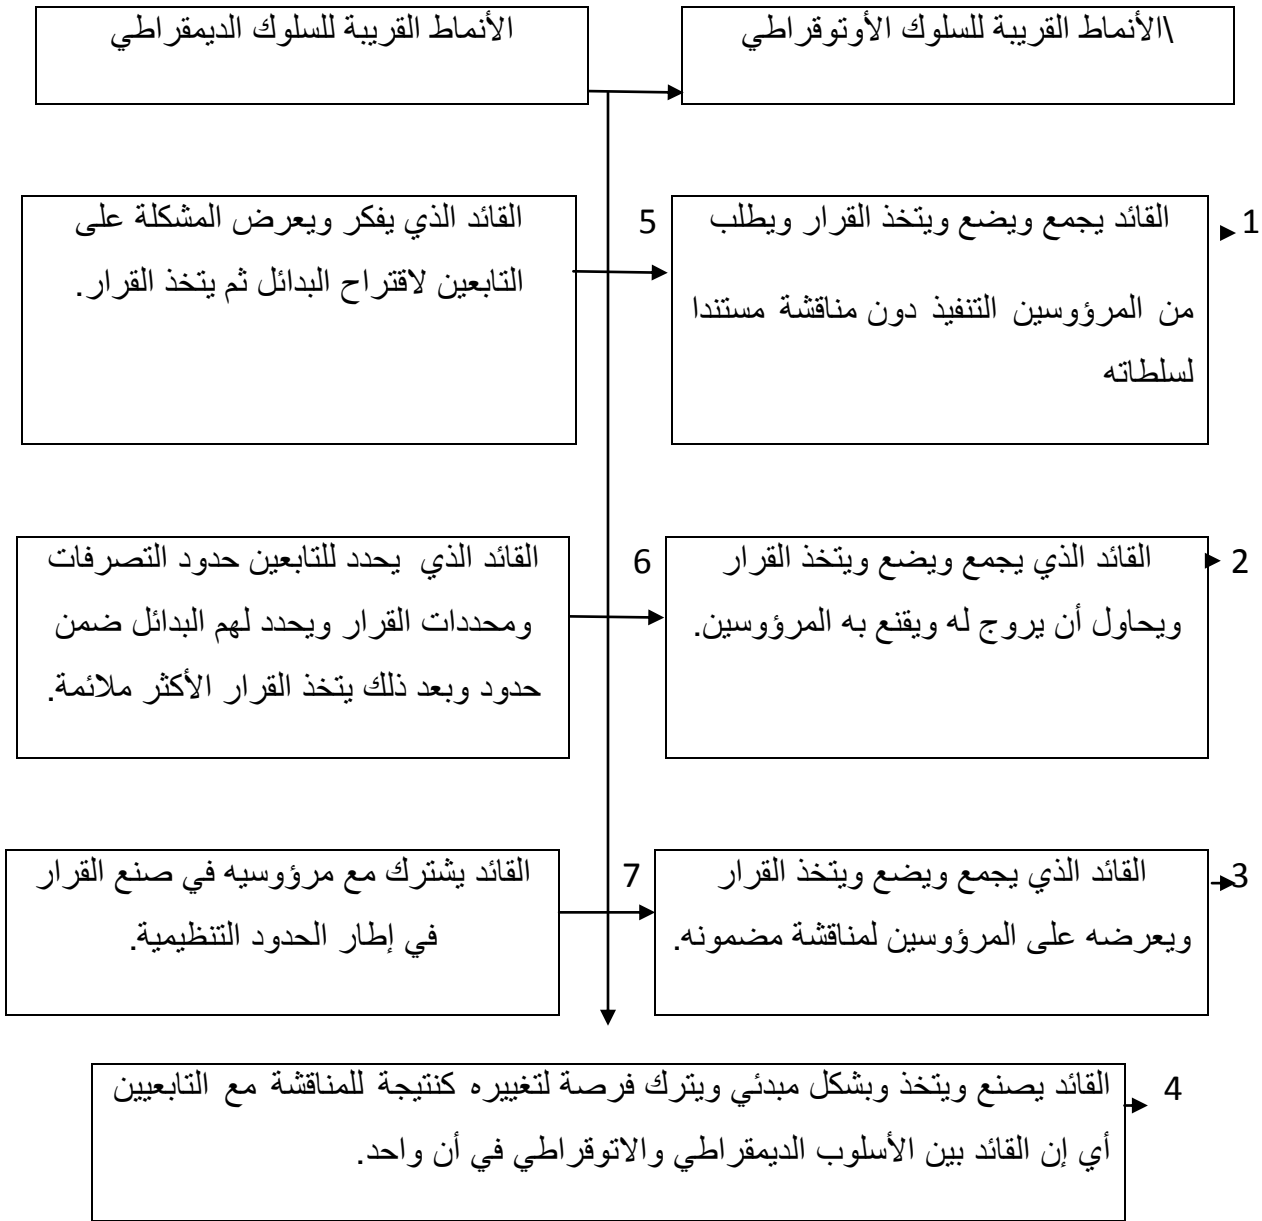 \الأنماط القريبة للسلوك الأوتوقراطي
الأنماط القريبة للسلوك الديمقراطي
1
القائد يجمع ويضع ويتخذ القرار ويطلب
من المرؤوسين التنفيذ دون مناقشة مستندا
لسلطاته
5
القائد الذي يفكر ويعرض المشكلة على
التابعين لاقتراح البدائل ثم يتخذ القرار.
2
القائد الذي يجمع ويضع ويتخذ القرار
ويحاول أن يروج له ويقنع به المرؤوسين.
6
القائد الذي يحدد للتابعين حدود التصرفات
ومحددات القرار ويحدد لهم البدائل ضمن
حدود وبعد ذلك يتخذ القرار الأكثر ملائمة.
3
القائد الذي يجمع ويضع ويتخذ القرار
ويعرضه على المرؤوسين لمناقشة مضمونه.
7
القائد يشترك مع مرؤوسيه في صنع القرار
في إطار الحدود التنظيمية.
4
القائد يصنع ويتخذ وبشكل مبدئي ويترك فرصة لتغييره كنتيجة للمناقشة مع التابعيين
أي إن القائد بين الأسلوب الديمقراطي والاتوقراطي في أن واحد.